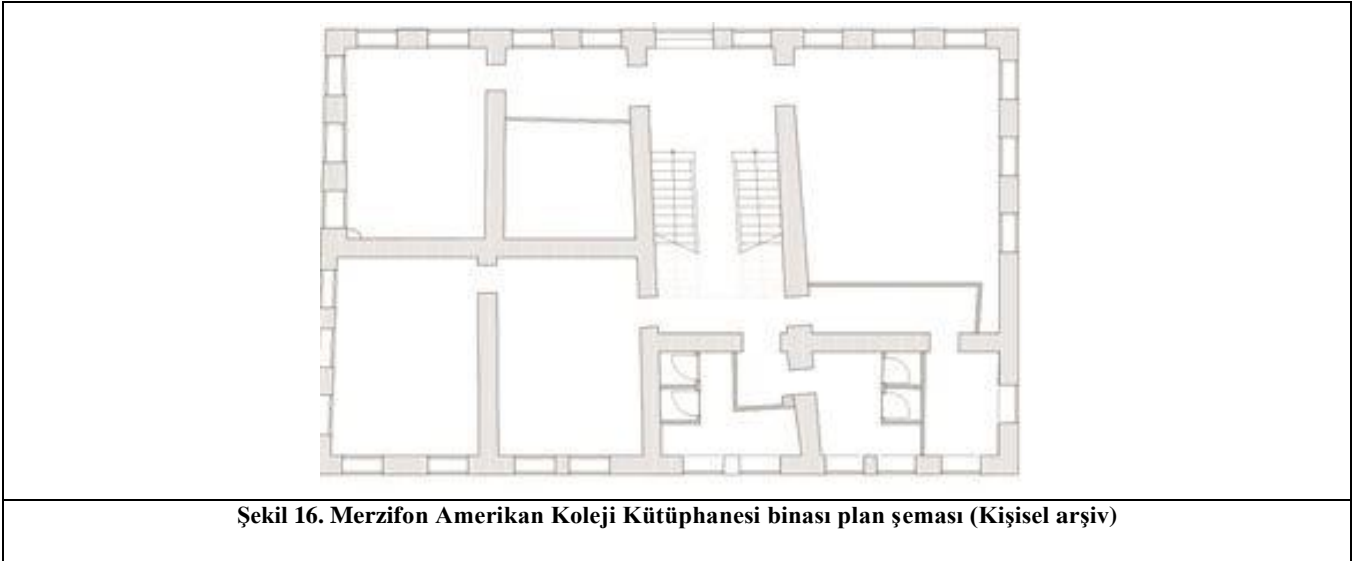 Şekil 16. Merzifon Amerikan Koleji Kütüphanesi binası plan şeması (Kişisel arşiv)